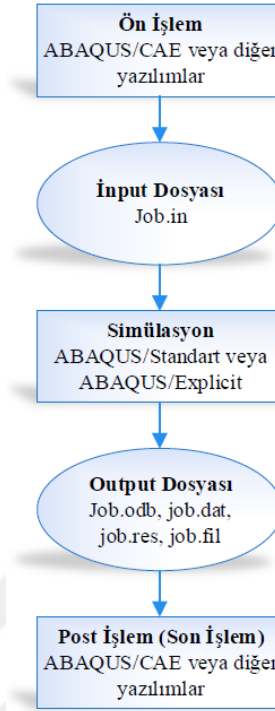 Ön İşlem
ABAQUS/CAE veya diğer
yazılımlar
İnput Dosyası
Job.in
Simülasyon
ABAQUS/Standart veya
ABAQUS/Explicit
Output Dosyası
Job.odb, job.dat,
job.res, job.fil
Post İşlem (Son İşlem)
ABAQUS/CAE veya diğer
yazılımlar